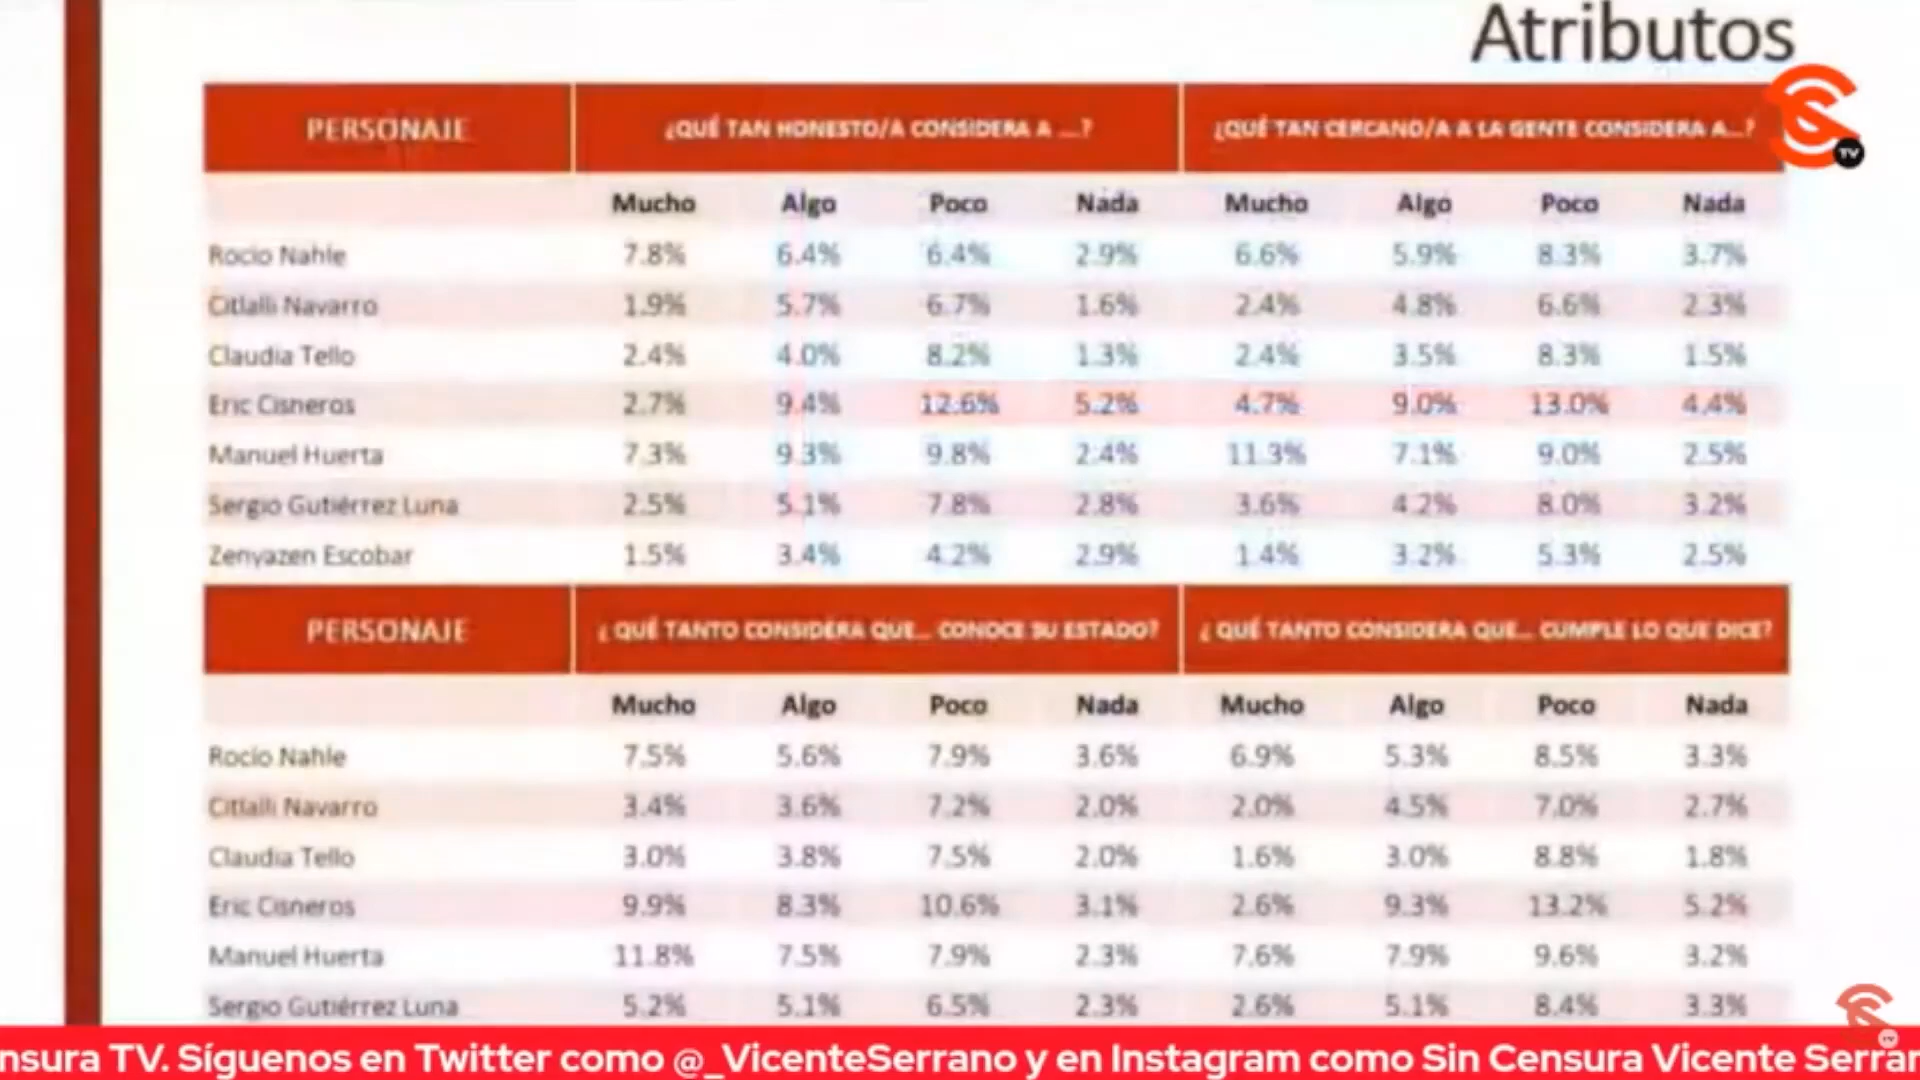 Atributos
TV
PERSONAJE ¿QUÉ TAN HONESTO/A CONSIDERA A ...? ¿QUÉ TAN CERCANO/A A LA GENTE CONSIDERA A...?
Mucho Algo Poco Nada Mucho Algo Poco Nada
Rocio Nahle 7.8% 6.4% 6.4% 2.9% 6.6% 5.9% 8.3% 3.7%
Citlalli Navarro 1.9% 5.7% 6.7% 1.6% 2.4% 4.8% 6.6% 2.3%
Claudia Tello 2.4% 4.0% 8.2% 1.3% 2.4% 3.5% 8.3% 1.5%
Eric Cisneros 2.7% 9.4% 12.6% 5.2% 4.7% 9.0% 13.0% 4.4%
Manuel Huerta 7.3% 9.3% 9.8% 2.4% 11.3% 7.1% 9.0% 2.5%
Sergio Gutiérrez Luna 2.5% 5.1% 7.8% 2.8% 3.6% 4.2% 8.0% 3.2%
Zenyazen Escobar 1.5% 3.4% 4.2% 2.9% 1.4% 3.2% 5.3% 2.5%
PERSONAJE ¿ QUÉ TANTO CONSIDERA QUE... CONOCE SU ESTADO? ¿ QUÉ TANTO CONSIDERA QUE... CUMPLE LO QUE DICE?
Mucho Algo Poco Nada Mucho Algo Poco Nada
Rocio Nahle 7.5% 5.6% 7.9% 3.6% 6.9% 5.3% 8.5% 3.3%
Citlalli Navarro 3.4% 3.6% 7.2% 2.0% 2.0% 4.5% 7.0% 2.7%
Claudia Tello 3.0% 3.8% 7.5% 2.0% 1.6% 3.0% 8.8% 1.8%
Eric Cisneros 9.9% 8.3% 10.6% 3.1% 2.6% 9.3% 13.2% 5.2%
Manuel Huerta 11.8% 7.5% 7.9% 2.3% 7.6% 7.9% 9.6% 3.2%
Sergio Gutiérrez Luna 5.2% 5.1% 6.5% 2.3% 2.6% 5.1% 8.4% 3.3%
TV
nsura TV. Síguenos en Twitter como @_VicenteSerrano y en Instagram como Sin Censura Vicente Serran